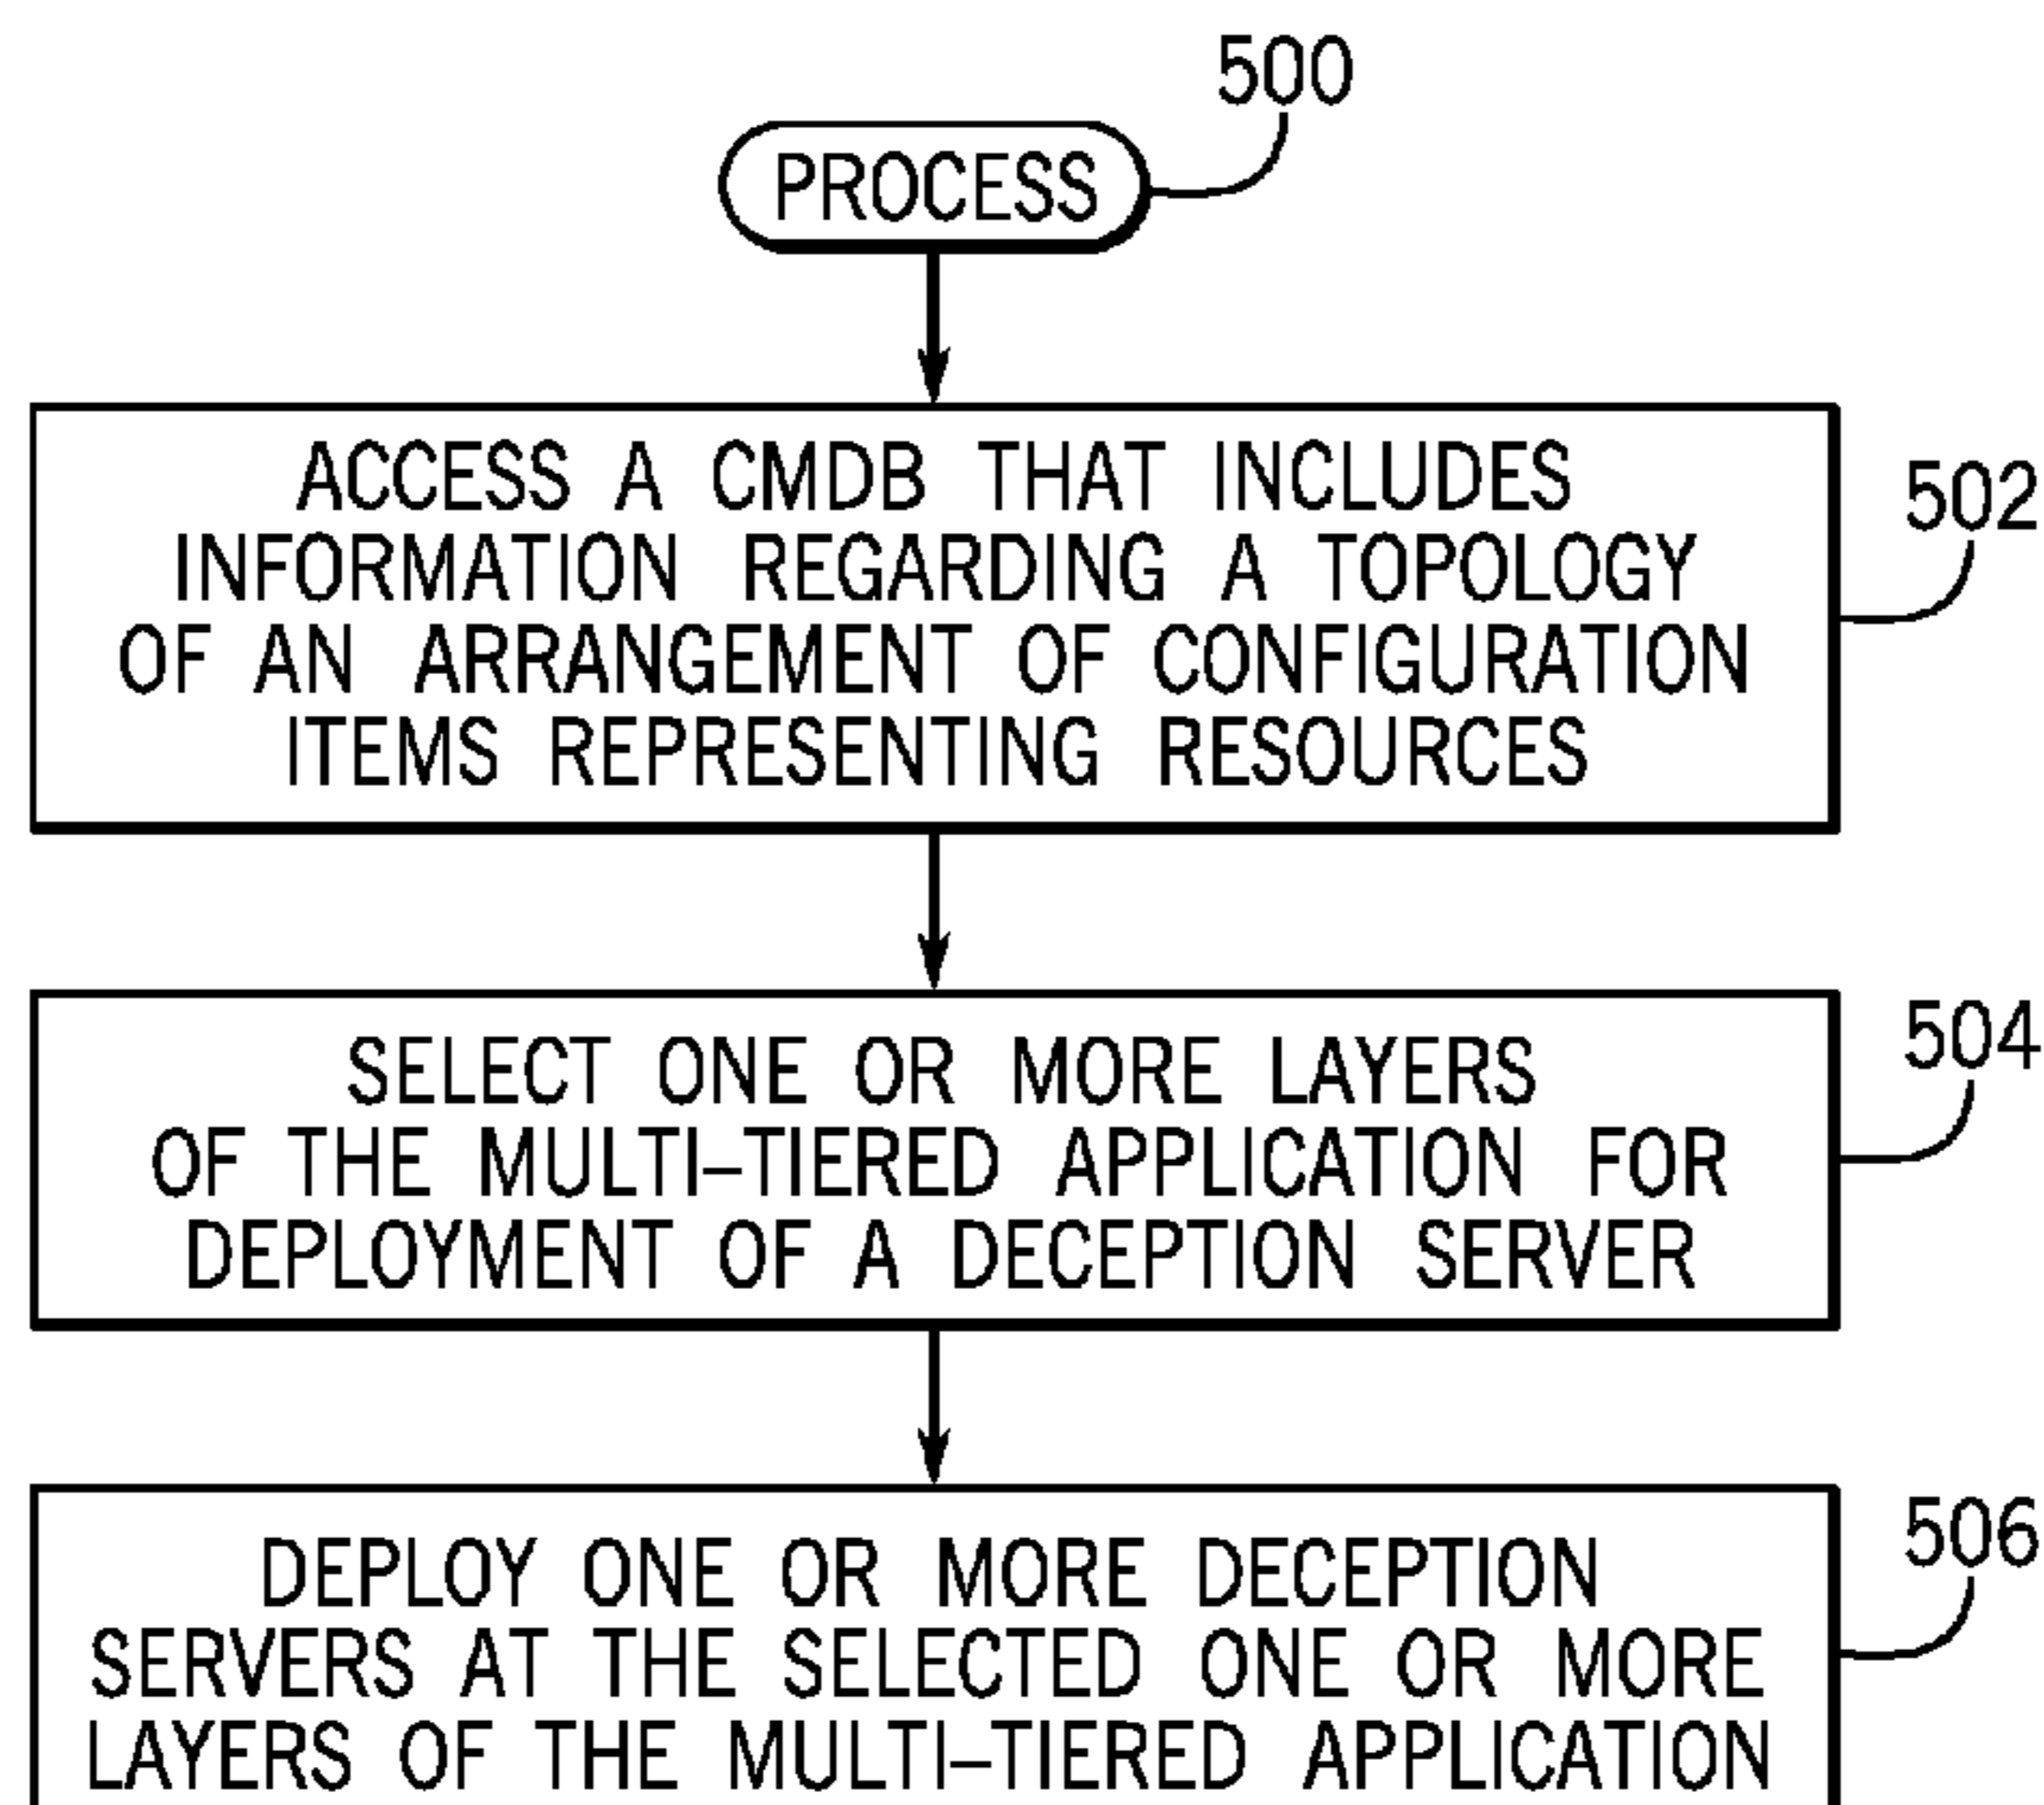 500
PROCESS
ACCESS A CMDB THAT INCLUDES
INFORMATION REGARDING A TOPOLOGY
OF AN ARRANGEMENT OF CONFIGURATION
ITEMS REPRESENTING RESOURCES
502
SELECT ONE OR MORE LAYERS
OF THE MULTI–TIERED APPLICATION FOR
DEPLOYMENT OF A DECEPTION SERVER
504
DEPLOY ONE OR MORE DECEPTION
SERVERS AT THE SELECTED ONE OR MORE
LAYERS OF THE MULTI–TIERED APPLICATION
506